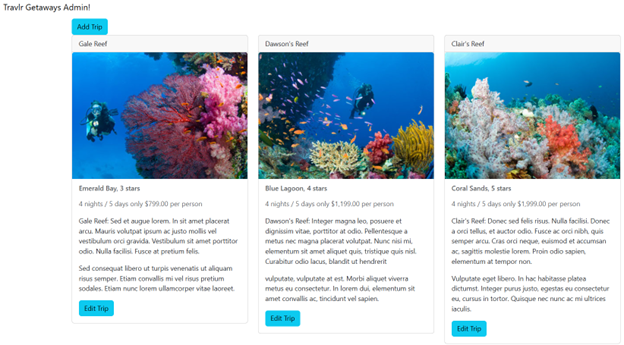 Travlr Getaways Admin!
Add Trip
Gale Reef
Emerald Bay, 3 stars
4 nights / 5 days only $799.00 per person
Gale Reef: Sed et augue lorem. In sit amet placerat
arcu. Mauris volutpat ipsum ac justo mollis vel
vestibulum orci gravida. Vestibulum sit amet porttitor
odio. Nulla facilisi. Fusce at pretium felis.
Sed consequat libero ut turpis venenatis ut aliquam
risus semper. Etiam convallis mi vel risus pretium
sodales. Etiam nunc lorem ullamcorper vitae laoreet.
Edit Trip
Dawson's Reef
Blue Lagoon, 4 stars
4 nights / 5 days only $1,199.00 per person
Dawson's Reef: Integer magna leo, posuere et
dignissim vitae, porttitor at odio. Pellentesque a
metus nec magna placerat volutpat. Nunc nisi mi,
elementum sit amet aliquet quis, tristique quis nisl.
Curabitur odio lacus, blandit ut hendrerit
vulputate, vulputate at est. Morbi aliquet viverra
metus eu consectetur. In lorem dui, elementum sit
amet convallis ac, tincidunt vel sapien.
Edit Trip
Clair's Reef
Coral Sands, 5 stars
4 nights / 5 days only $1,999.00 per person
Clair's Reef: Donec sed felis risus. Nulla facilisi. Donec
a orci tellus, et auctor odio. Fusce ac orci nibh, quis
semper arcu. Cras orci neque, euismod et accumsan
ac, sagittis molestie lorem. Proin odio sapien,
elementum at tempor non.
Vulputate eget libero. In hac habitasse platea
dictumst. Integer purus justo, egestas eu consectetur
eu, cursus in tortor. Quisque nec nunc ac mi ultrices
iaculis.
Edit Trip